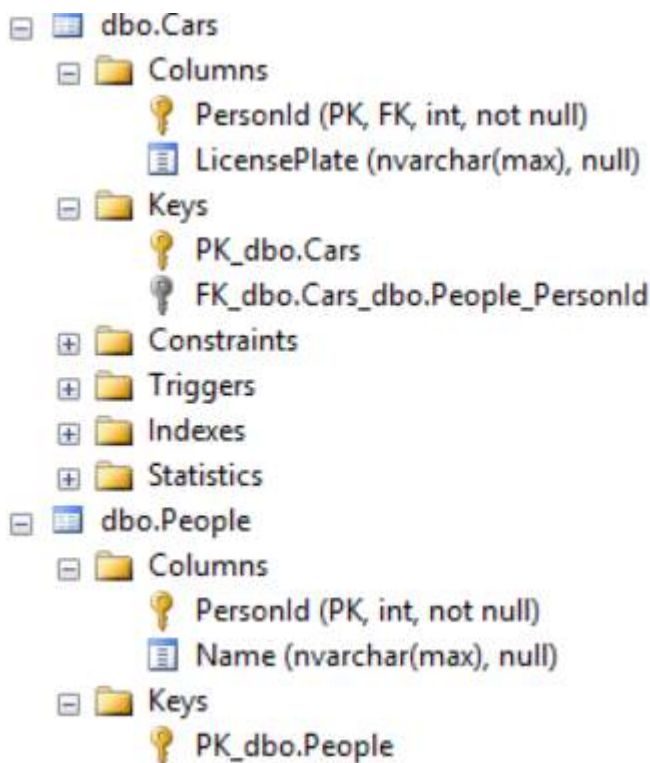 dbo.Cars
Columns
PersonId (PK, FK, int, not null)
LicensePlate (nvarchar(max), null)
Keys
PK_dbo.Cars
FK_dbo.Cars_dbo.People_PersonId
Constraints
Triggers
Indexes
Statistics
dbo.People
Columns
PersonId (PK, int, not null)
Name (nvarchar(max), null)
Keys
PK_dbo.People